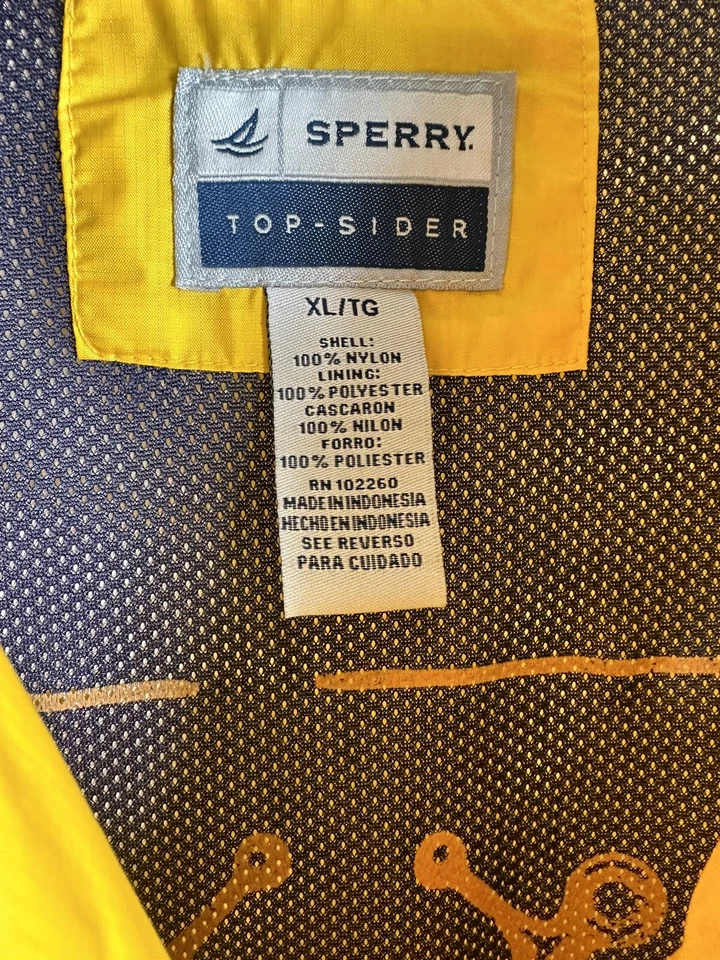 SPERRY.
TOP-SIDER
XL/TG
SHELL:
100% NYLON
LINING:
100% POLYESTER
CASCARON
100% NILON
FORRO:
100% POLIESTER
RN 102260
MADE IN INDONESIA
HECHO EN INDONESIA
SEE REVERSO
PARA CUIDADO